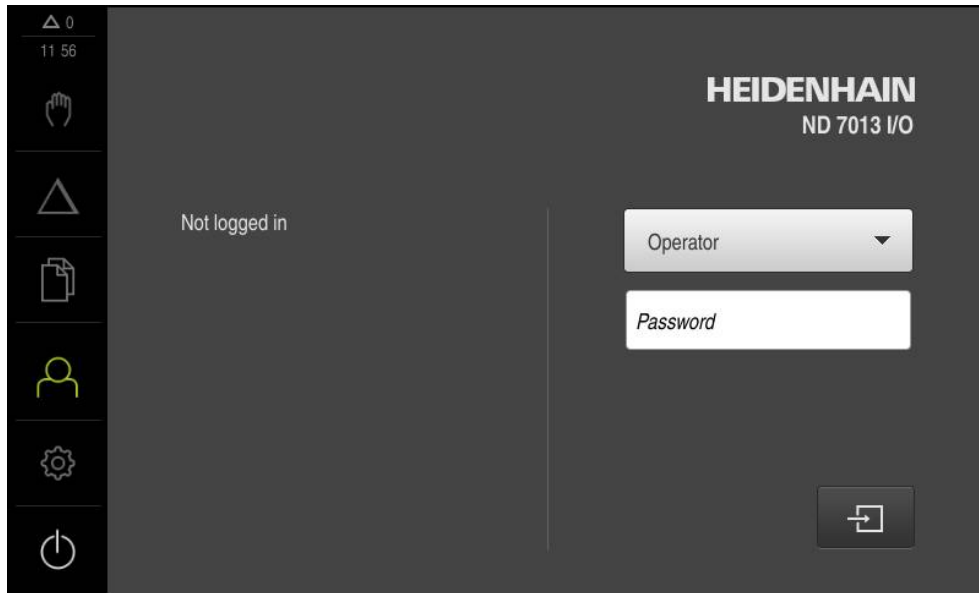 0
11 56
HEIDENHAIN
ND 7013 I/O
Not logged in
Operator
Password